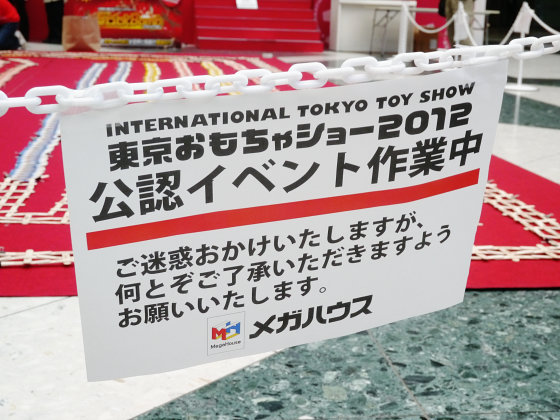 INTERNATIONAL TOKYO TOY SHOW
東京おもちゃショー2012
公認イベント作業中
ご迷惑おかけいたしますが、
何とぞご了承いただきますよう
お願いいたします。
MegaHouse
メガハウス